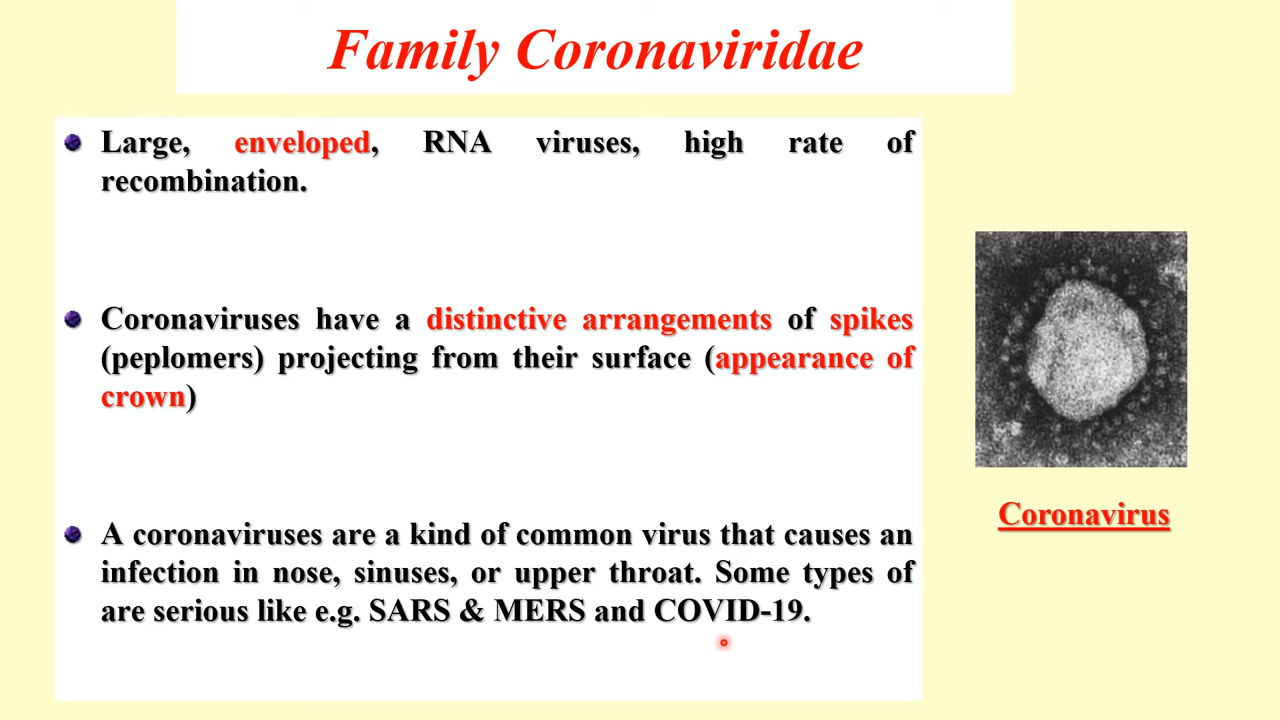 Family Coronaviridae
Large, enveloped, RNA viruses, high rate of
recombination.
Coronaviruses have a distinctive arrangements of spikes
(peplomers) projecting from their surface (appearance of
crown)
A coronaviruses are a kind of common virus that causes an
infection in nose, sinuses, or upper throat. Some types of
are serious like e.g. SARS & MERS and COVID-19.
Coronavirus